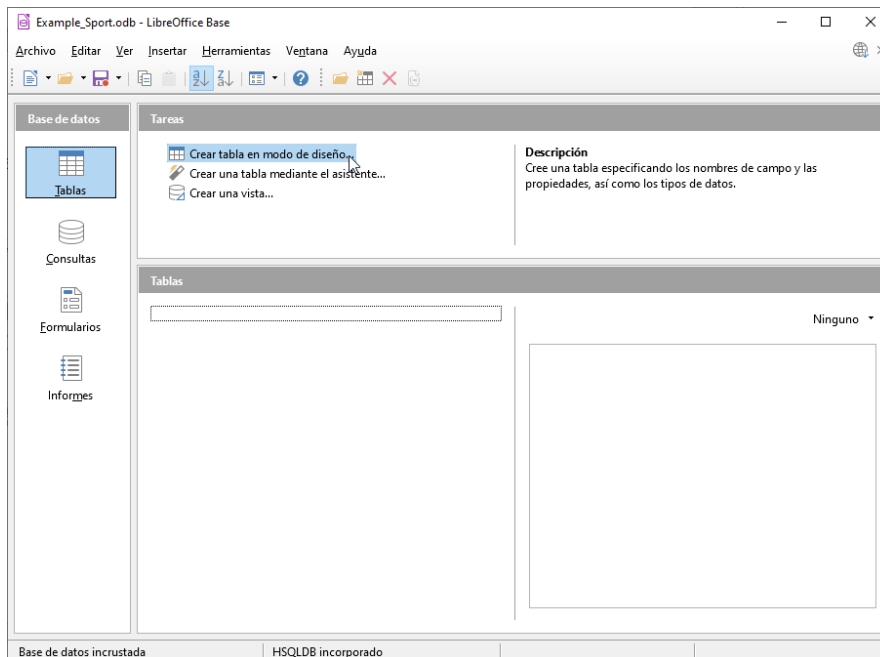 Example_Sport.odb - LibreOffice Base
Archivo Editar Ver Insertar Herramientas Ventana Ayuda
Base de datos
Tareas
Tablas
Consultas
Formularios
Informes
Crear tabla en modo de diseño...
Crear una tabla mediante el asistente...
Crear una vista...
Descripción
Cree una tabla especificando los nombres de campo y las
propiedades, así como los tipos de datos.
Tablas
Ninguno
Base de datos incrustada
HSQLDB incorporado